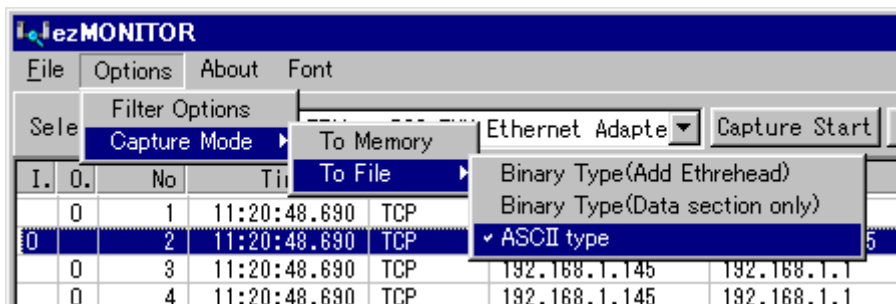 ezMONITOR
File Options About Font
Filter Options
Capture Mode
To Memory
To File
Binary Type(Add Ethrehead)
Binary Type(Data section only)
ASCII type
Ethernet Adapte
Capture Start
I. O. No
O 1 11:20:48.690 TCP
O 2 11:20:48.690 TCP
O 3 11:20:48.690 TCP 192.168.1.145 192.168.1.1
O 4 11:20:48.690 TCP 192.168.1.145 192.168.1.1